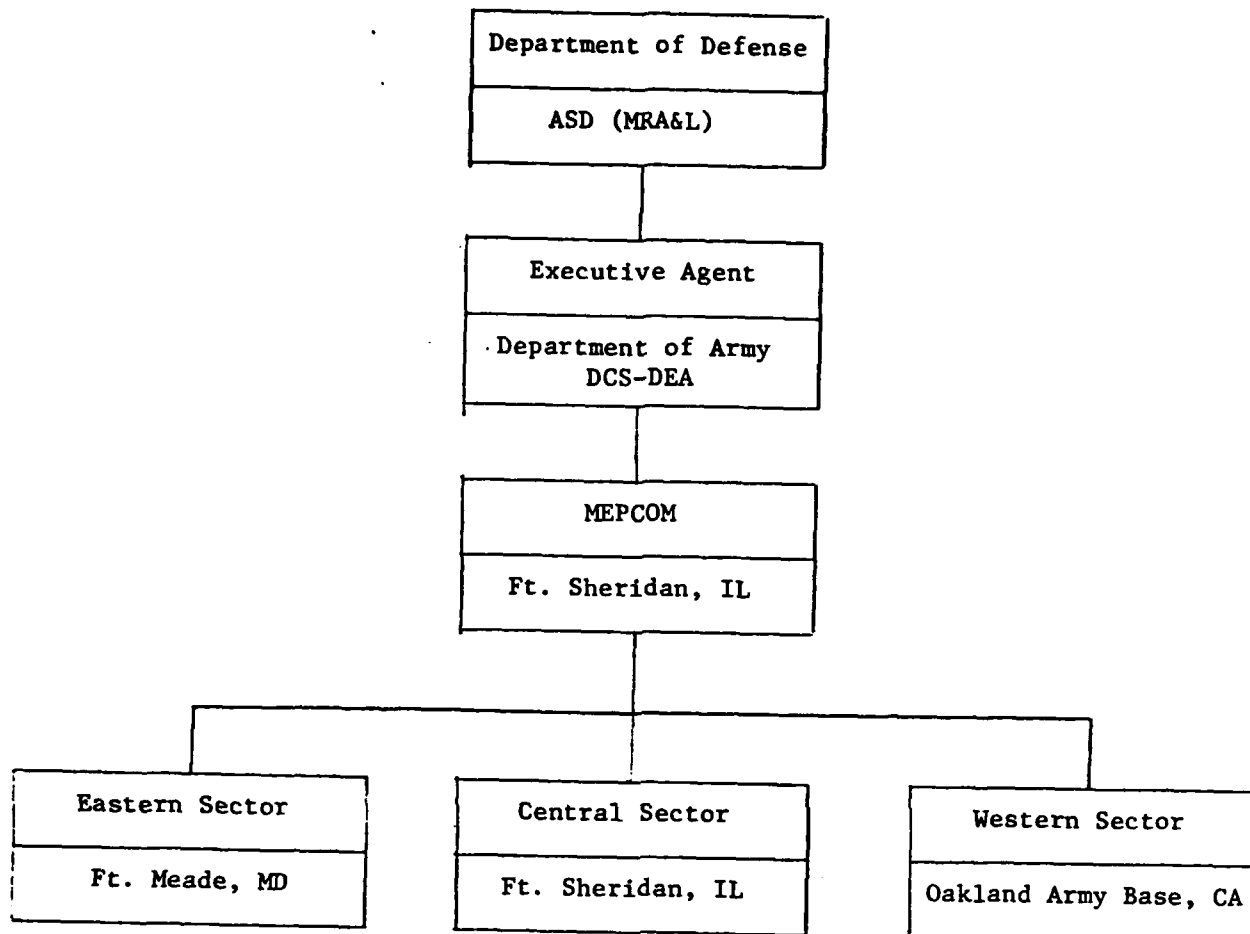 Department of Defense
ASD (MRA&L)
Executive Agent
Department of Army
DCS-DEA
MEPCOM
Ft. Sheridan, IL
Eastern Sector
Ft. Meade, MD
Central Sector
Ft. Sheridan, IL
Western Sector
Oakland Army Base, CA